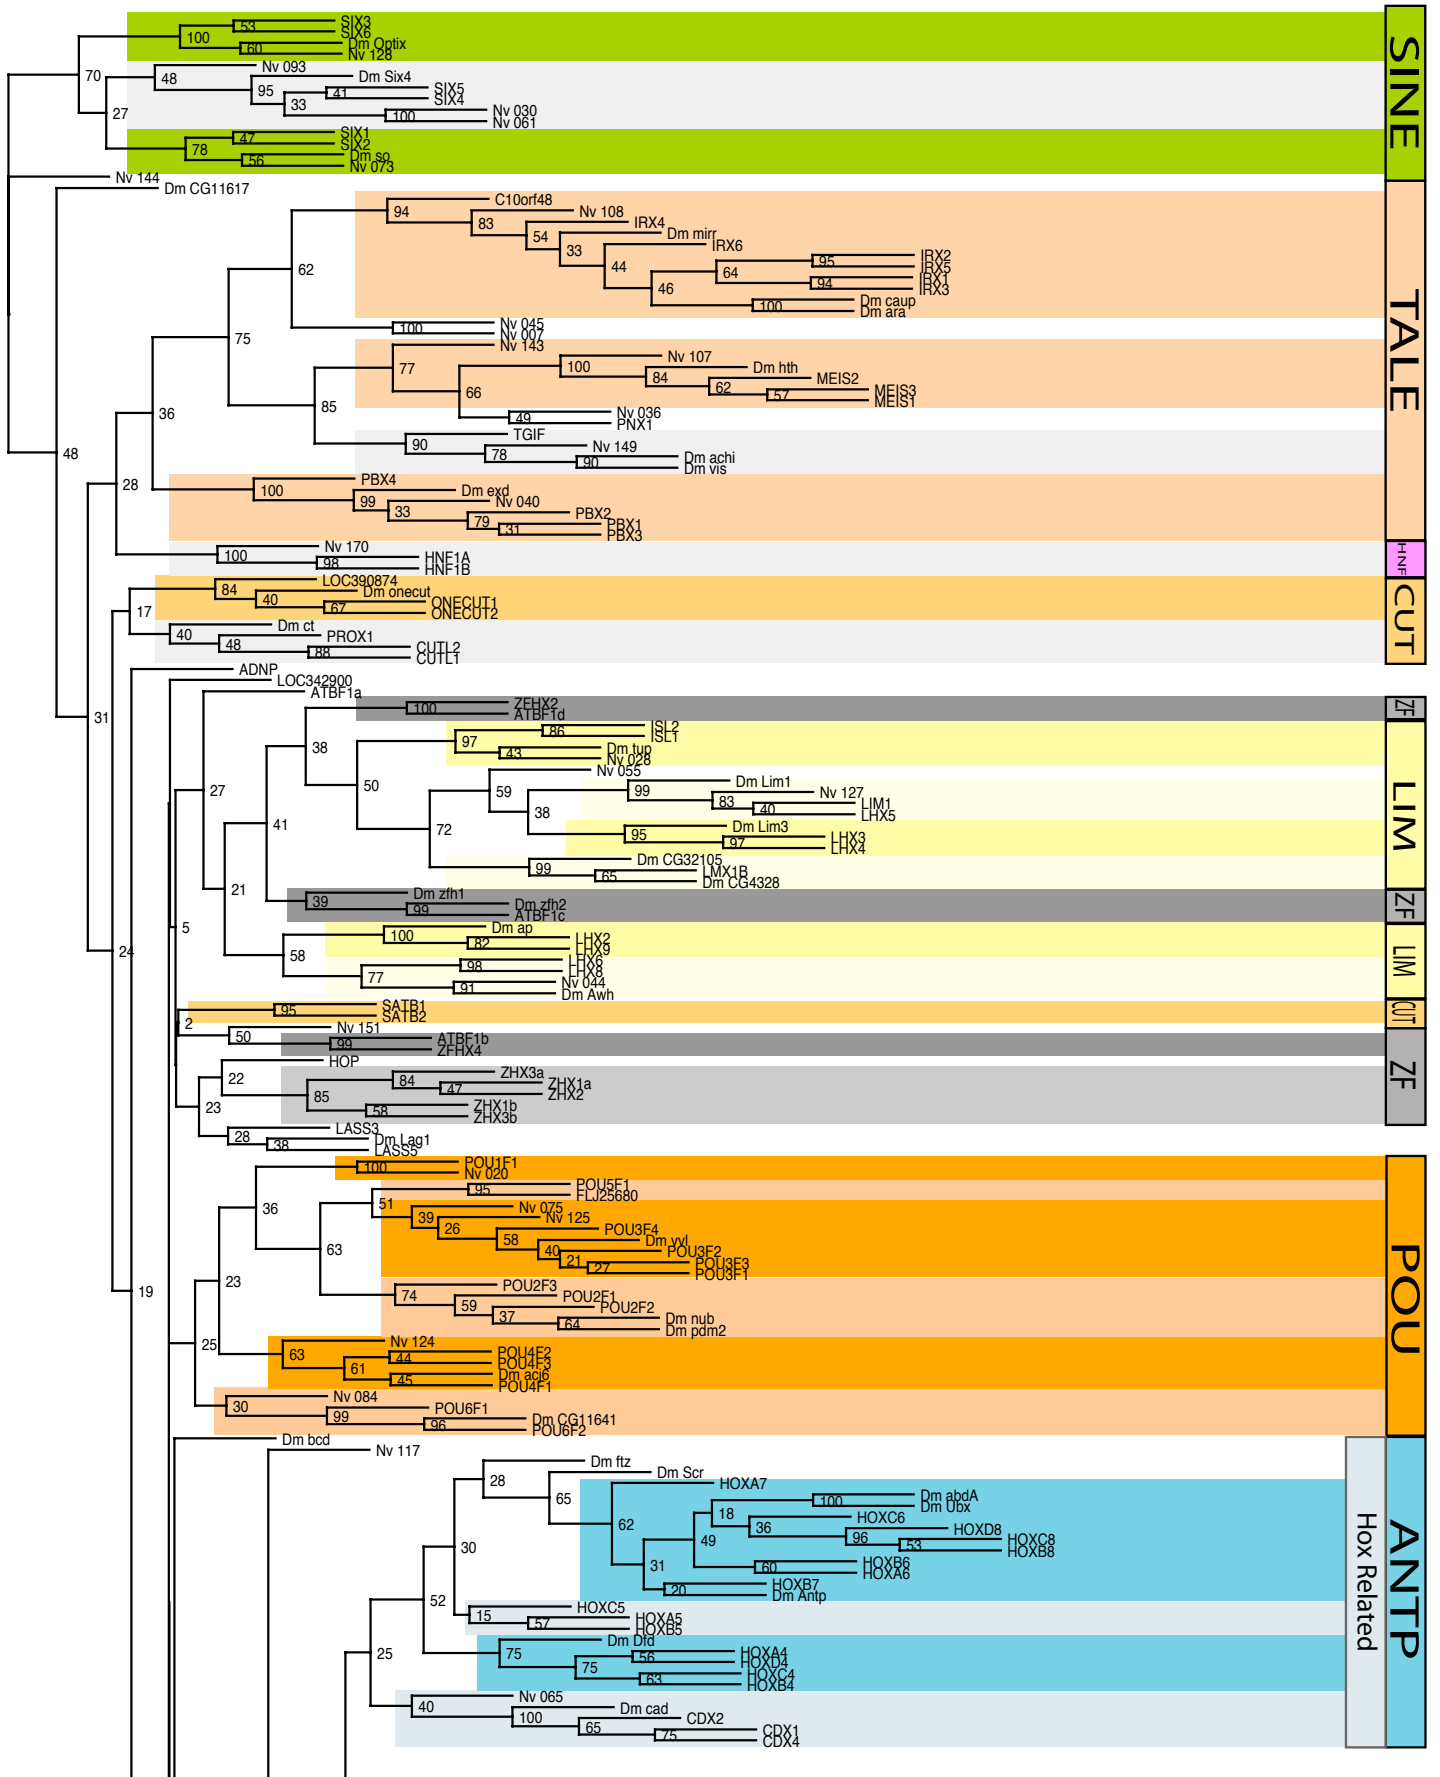 SIX3
53
SIX6
100
Dm Optix
60
Nv 128
SINE
Nv 093
70
48
Dm Six4
95
SIX5
41
SIX4
33
27
Nv 030
100
Nv 061
SIX1
47
SIX2
78
Dm so
56
Nv 073
Nv 144
Dm CG11617
C10orf48
94
Nv 108
83
IRX4
54
Dm mirr
33
IRX6
44
IRX2
95
IRX5
64
IRX1
94
IRX3
46
Dm caup
100
Dm ara
62
TALE
Nv 045
100
Nv 007
75
Nv 143
77
Nv 107
100
Dm hth
84
MEIS2
62
MEIS3
57
MEIS1
66
85
Nv 036
49
PNX1
36
TGIF
90
Nv 149
78
Dm achi
90
Dm vis
48
28
PBX4
100
Dm exd
99
Nv 040
33
PBX2
79
PBX1
31
PBX3
Nv 170
100
HNF1A
98
HNF1B
HNF
LOC390874
84
Dm onecut
40
ONECUT1
67
ONECUT2
17
CUT
Dm ct
40
PROX1
48
CUTL2
88
CUTL1
ADNP
LOC342900
ATBF1a
31
ZFHX2
100
ATBF1d
ZF
38
ISL2
86
ISL1
97
Dm tup
43
Nv 028
Nv 055
50
27
59
Dm Lim1
99
Nv 127
83
LIM1
40
LHX5
38
LIM
41
72
Dm Lim3
95
LHX3
97
LHX4
Dm CG32105
99
LMX1B
65
Dm CG4328
21
Dm zfh1
39
Dm zfh2
99
ATBF1c
ZF
5
24
Dm ap
100
LHX2
82
LHX9
58
LHX6
98
LHX8
77
Nv 044
91
Dm Awh
LIM
SATB1
95
SATB2
CUT
2
Nv 151
50
ATBF1b
99
ZFHX4
HOP
22
ZHX3a
84
ZHX1a
47
ZHX2
85
ZHX1b
58
ZHX3b
ZF
23
LASS3
28
Dm Lag1
38
LASS5
POU1F1
100
Nv 020
36
POU5F1
95
FLJ25680
51
Nv 075
39
Nv 125
26
POU3F4
58
Dm vvl
40
POU3F2
21
POU3F3
27
POU3F1
63
23
19
POU2F3
74
POU2F1
59
POU2F2
37
Dm nub
64
Dm pdm2
POU
25
Nv 124
63
POU4F2
44
POU4F3
61
Dm acj6
45
POU4F1
Nv 084
30
POU6F1
99
Dm CG11641
96
POU6F2
Dm bcd
Nv 117
Dm ftz
28
Dm Scr
65
HOXA7
62
Dm abdA
100
Dm Ubx
18
HOXC6
36
HOXD8
96
HOXC8
53
HOXB8
49
30
31
HOXB6
60
HOXA6
HOXB7
20
Dm Antp
52
HOXC5
15
HOXA5
57
HOXB5
25
Dm Dfd
75
HOXA4
56
HOXD4
75
HOXC4
63
HOXB4
Nv 065
40
Dm cad
100
CDX2
65
CDX1
75
CDX4
Hox Related
ANTP